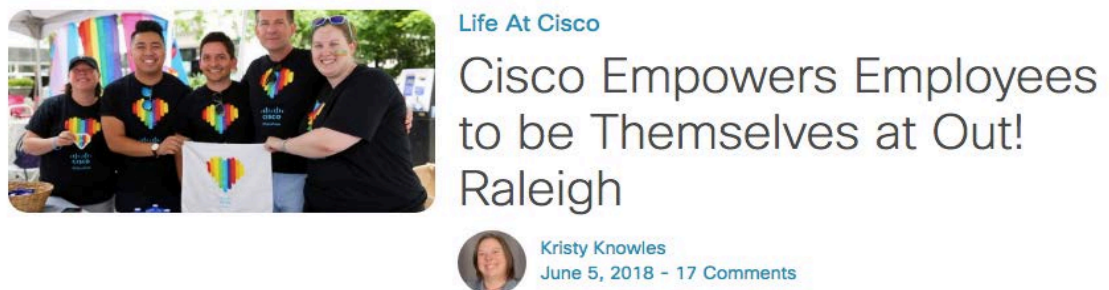 Life At Cisco
Cisco Empowers Employees
to be Themselves at Out!
Raleigh
Kristy Knowles
June 5, 2018 - 17 Comments
CISCO